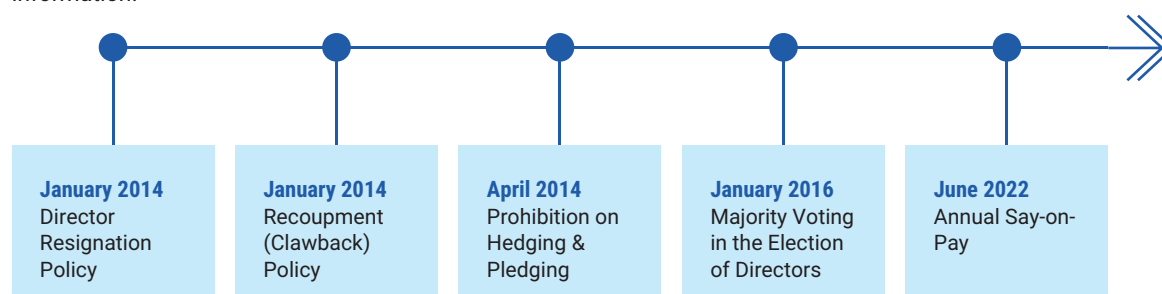 information.
January 2014
Director
Resignation
Policy
January 2014
Recoupment
(Clawback)
Policy
April 2014
Prohibition on
Hedging &
Pledging
January 2016
Majority Voting
in the Election
of Directors
June 2022
Annual Say-on-
Pay